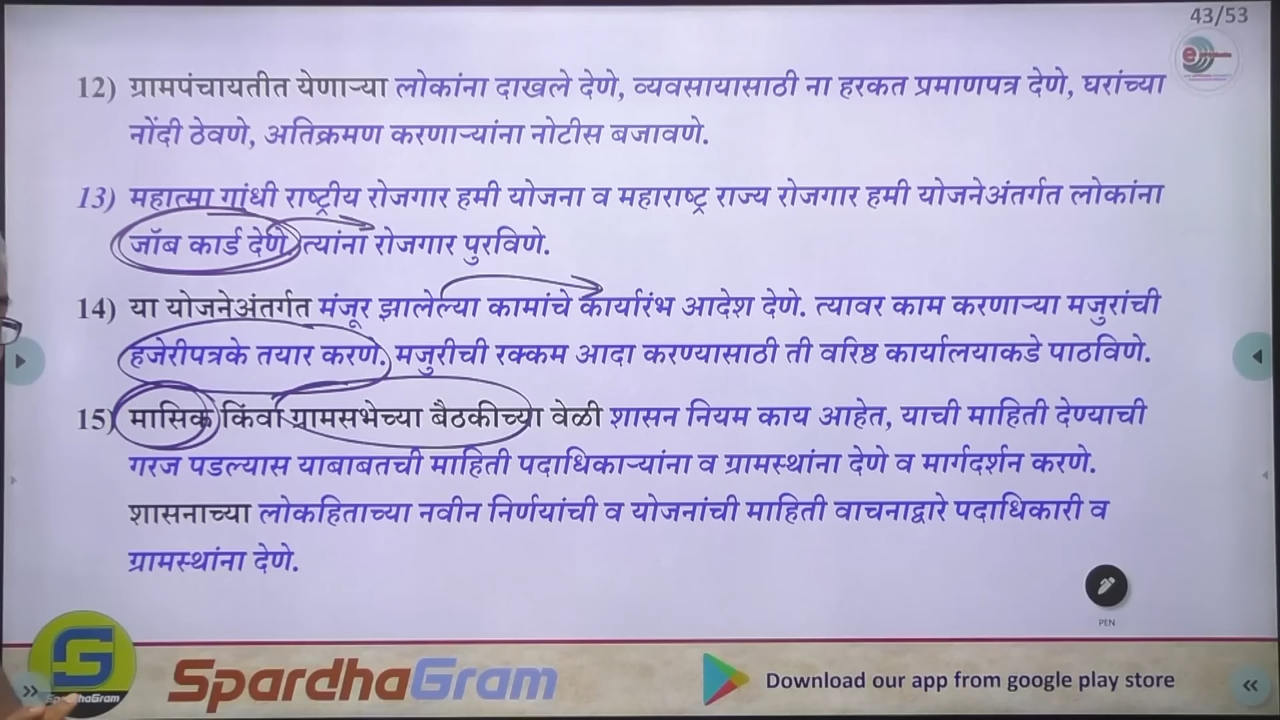 43/53
12) ग्रामपंचायतीत येणाऱ्या लोकांना दाखले देणे, व्यवसायासाठी ना हरकत प्रमाणपत्र देणे, घरांच्या
नोंदी ठेवणे, अतिक्रमण करणाऱ्यांना नोटीस बजावणे.
13) महात्मा गांधी राष्ट्रीय रोजगार हमी योजना व महाराष्ट्र राज्य रोजगार हमी योजनेअंतर्गत लोकांना
जॉब कार्ड देणे. त्यांना रोजगार पुरविणे.
14) या योजनेअंतर्गत मंजूर झालेल्या कामांचे कार्यारंभ आदेश देणे. त्यावर काम करणाऱ्या मजुरांची
हजेरीपत्रके तयार करणे. मजुरीची रक्कम आदा करण्यासाठी ती वरिष्ठ कार्यालयाकडे पाठविणे.
15) मासिक किंवा ग्रामसभेच्या बैठकीच्या वेळी शासन नियम काय आहेत, याची माहिती देण्याची
गरज पडल्यास याबाबतची माहिती पदाधिकाऱ्यांना व ग्रामस्थांना देणे व मार्गदर्शन करणे.
शासनाच्या लोकहिताच्या नवीन निर्णयांची व योजनांची माहिती वाचनाद्वारे पदाधिकारी व
ग्रामस्थांना देणे.
PEN
SpardhaGram
SpardhaGram
Download our app from google play store